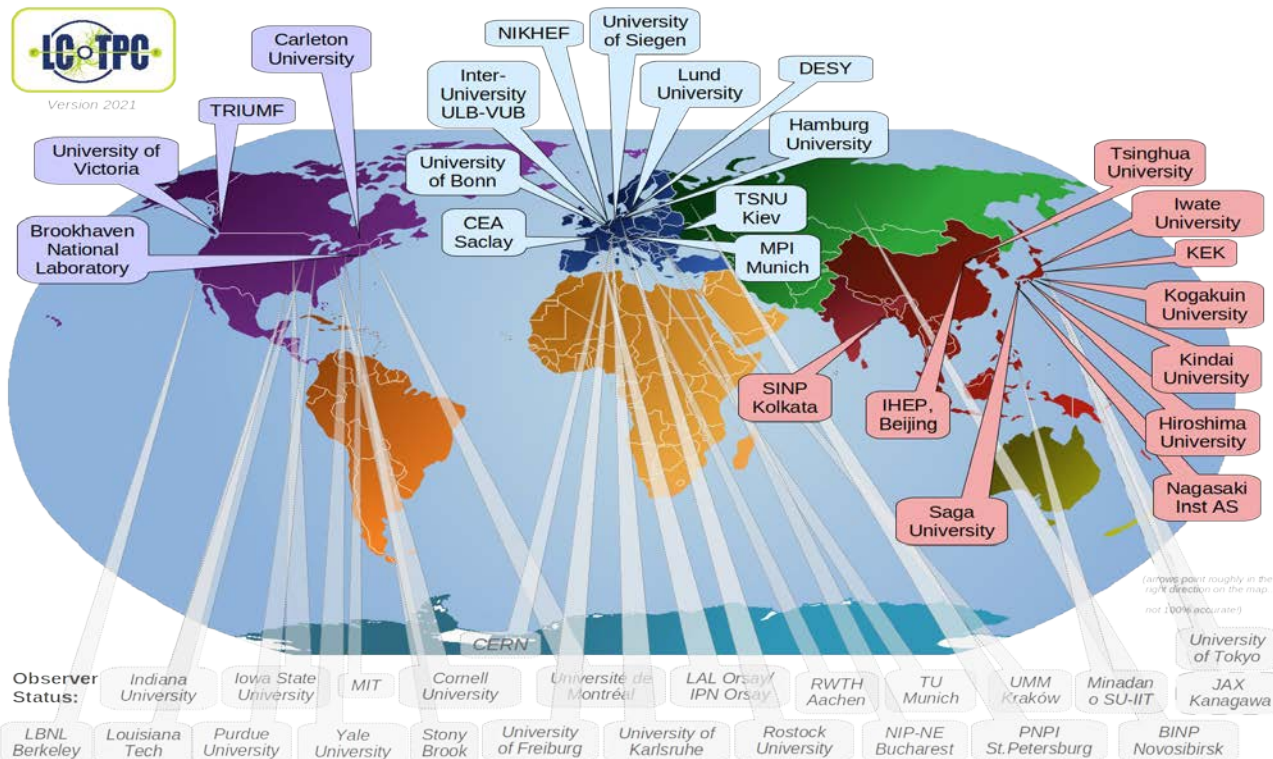 LCTPC
Version 2021
Carleton
University
TRIUMF
University of
Victoria
Brookhaven
National
Laboratory
NIKHEF
University
of Siegen
Inter-
University
ULB-VUB
Lund
University
DESY
Hamburg
University
University
of Bonn
CEA
Saclay
TSNU
Kiev
MPI
Munich
Tsinghua
University
Iwate
University
KEK
Kogakuin
University
Kindai
University
Hiroshima
University
Nagasaki
Inst AS
SINP
Kolkata
IHEP,
Beijing
Saga
University
(arrows point roughly in the
right direction on the map.
not 100% accurate!)
CERN
University
of Tokyo
Observer
Status:
Indiana
University
Iowa State
University
MIT
Cornell
University
Université de
Montréal
LAL Orsay/
IPN Orsay
RWTH
Aachen
TU
Munich
UMM
Kraków
Minadan
o SU-IIT
JAX
Kanagawa
LBNL
Berkeley
Louisiana
Tech
Purdue
University
Yale
University
Stony
Brook
University
of Freiburg
University of
Karlsruhe
Rostock
University
NIP-NE
Bucharest
PNPI
St.Petersburg
BINP
Novosibirsk